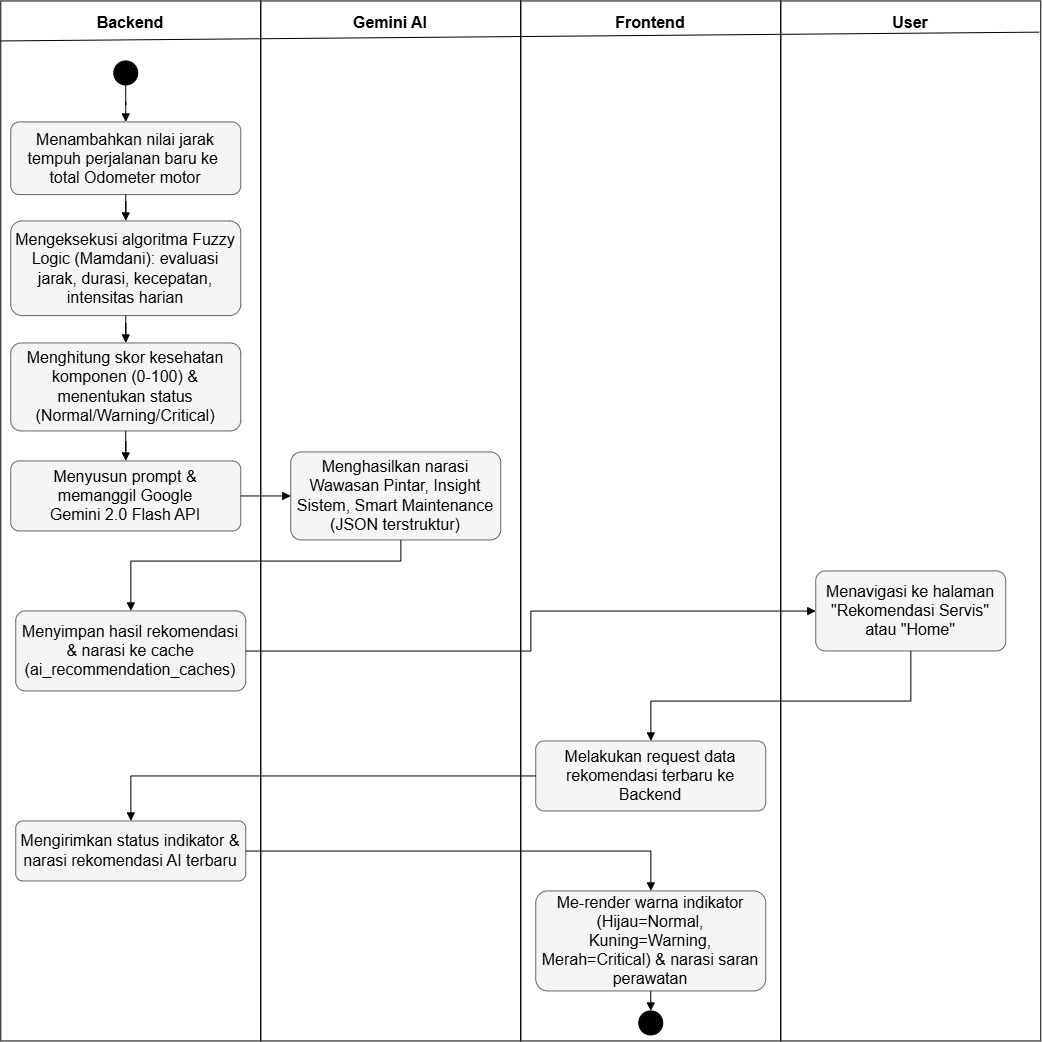 Backend
Gemini AI
Frontend
User
Menambahkan nilai jarak
tempuh perjalanan baru ke
total Odometer motor
Mengeksekusi algoritma Fuzzy
Logic (Mamdani): evaluasi
jarak, durasi, kecepatan,
intensitas harian
Menghitung skor kesehatan
komponen (0-100) &
menentukan status
(Normal/Warning/Critical)
Menyusun prompt &
memanggil Google
Gemini 2.0 Flash API
Menghasilkan narasi
Wawasan Pintar, Insight
Sistem, Smart Maintenance
(JSON terstruktur)
Menyimpan hasil rekomendasi
& narasi ke cache
(ai_recommendation_caches)
Menavigasi ke halaman
"Rekomendasi Servis"
atau "Home"
Melakukan request data
rekomendasi terbaru ke
Backend
Mengirimkan status indikator &
narasi rekomendasi AI terbaru
Me-render warna indikator
(Hijau=Normal,
Kuning=Warning,
Merah=Critical) & narasi saran
perawatan